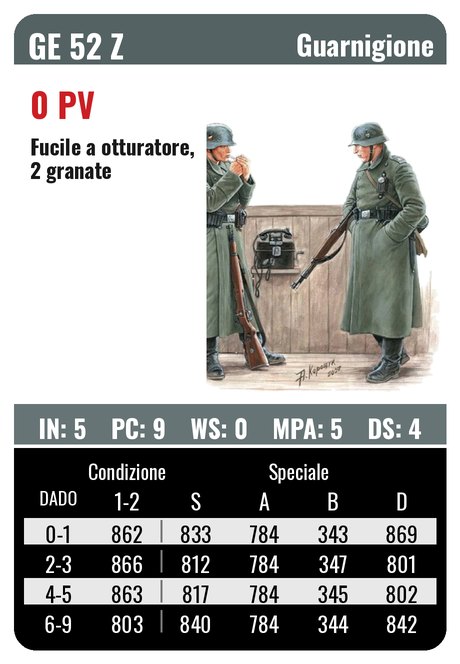 GE 52 Z Guarnigione
0 PV
Fucile a otturatore,
2 granate
A. Karaschuk
2007
IN: 5 PC: 9 WS: 0 MPA: 5 DS: 4
Condizione Speciale
DADO 1-2 S A B D
0-1 862 833 784 343 869
2-3 866 812 784 347 801
4-5 863 817 784 345 802
6-9 803 840 784 344 842